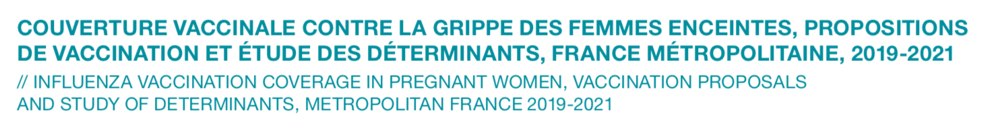 COUVERTURE VACCINALE CONTRE LA GRIPPE DES FEMMES ENCEINTES, PROPOSITIONS
DE VACCINATION ET ÉTUDE DES DÉTERMINANTS, FRANCE MÉTROPOLITAINE, 2019-2021
// INFLUENZA VACCINATION COVERAGE IN PREGNANT WOMEN, VACCINATION PROPOSALS
AND STUDY OF DETERMINANTS, METROPOLITAN FRANCE 2019-2021